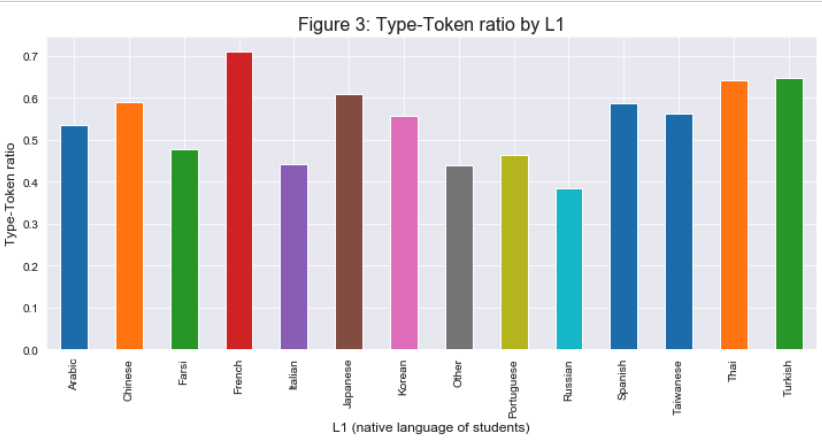 Figure 3: Type-Token ratio by L1
Type-Token ratio
0.7
0.6
0.5
0.4
0.3
0.2
0.1
0.0
Arabic
Chinese
Farsi
French
Italian
Japanese
Korean
Other
Portuguese
Russian
Spanish
Taiwanese
Thai
Turkish
L1 (native language of students)